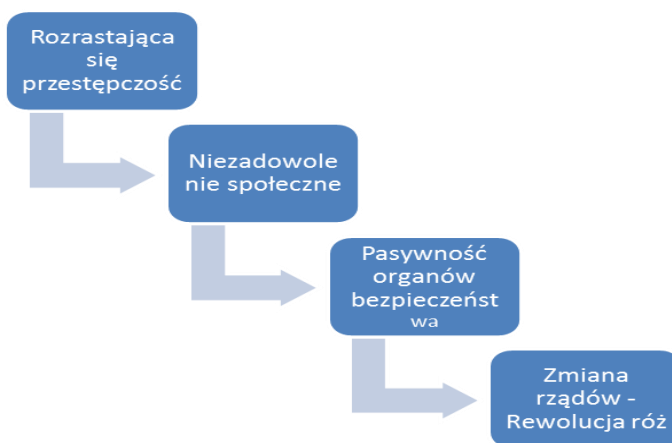 Rozrastająca
się
przestępczość
Niezadowole
nie społeczne
Pasywność
organów
bezpieczeńst
wa
Zmiana
rządów -
Rewolucja róż